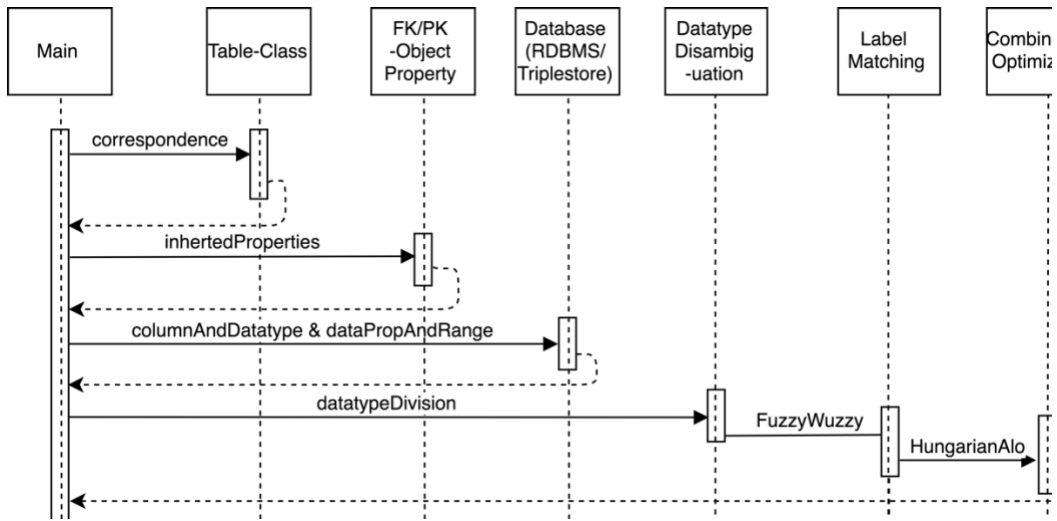 Main
Table-Class
FK/PK
-Object
Property
Database
(RDBMS/
Triplestore)
Datatype
Disambig
-uation
Label
Matching
Combin
Optimiz
correspondence
inhertedProperties
columnAndDatatype & dataPropAndRange
datatypeDivision
FuzzyWuzzy
HungarianAlo